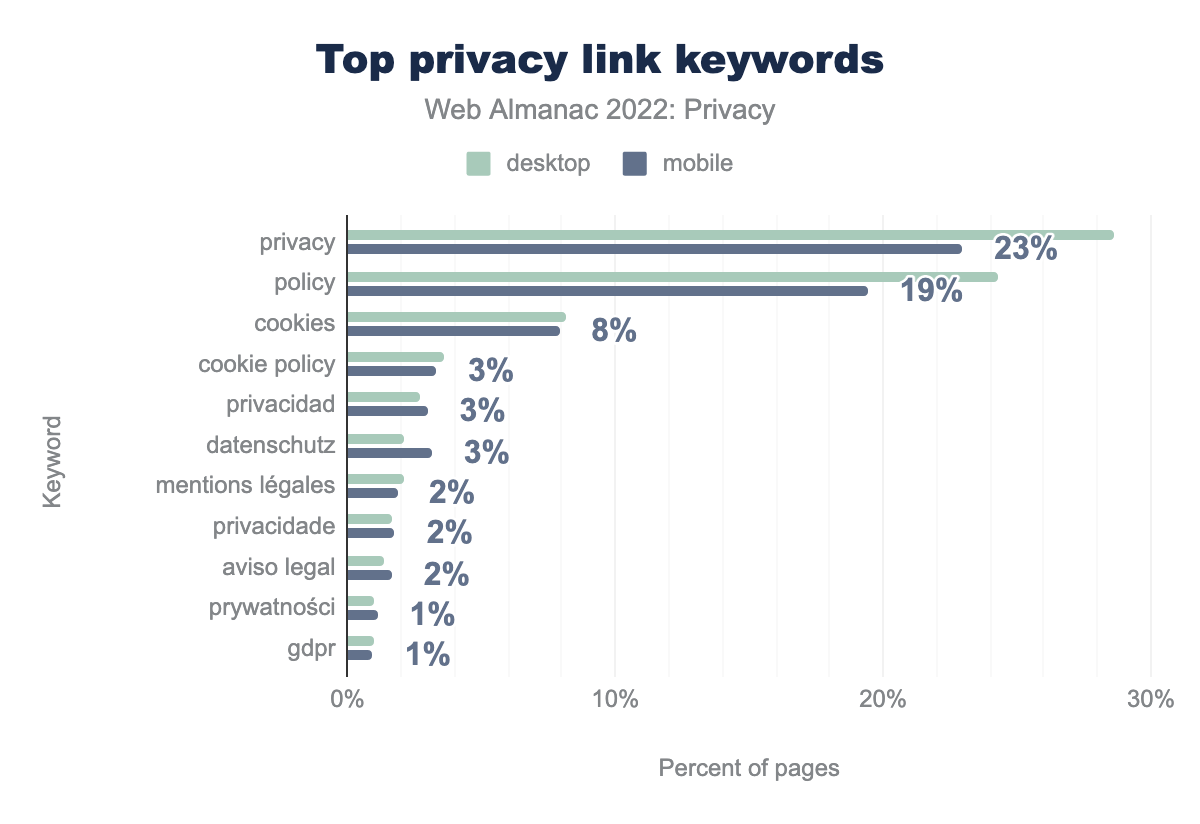 Top privacy link keywords
Web Almanac 2022: Privacy
desktop mobile
privacy 23%
policy 19%
cookies 8%
cookie policy 3%
privacidad 3%
datenschutz 3%
mentions légales 2%
privacidade 2%
aviso legal 2%
prywatności 1%
gdpr 1%
Keyword
0% 10% 20% 30%
Percent of pages